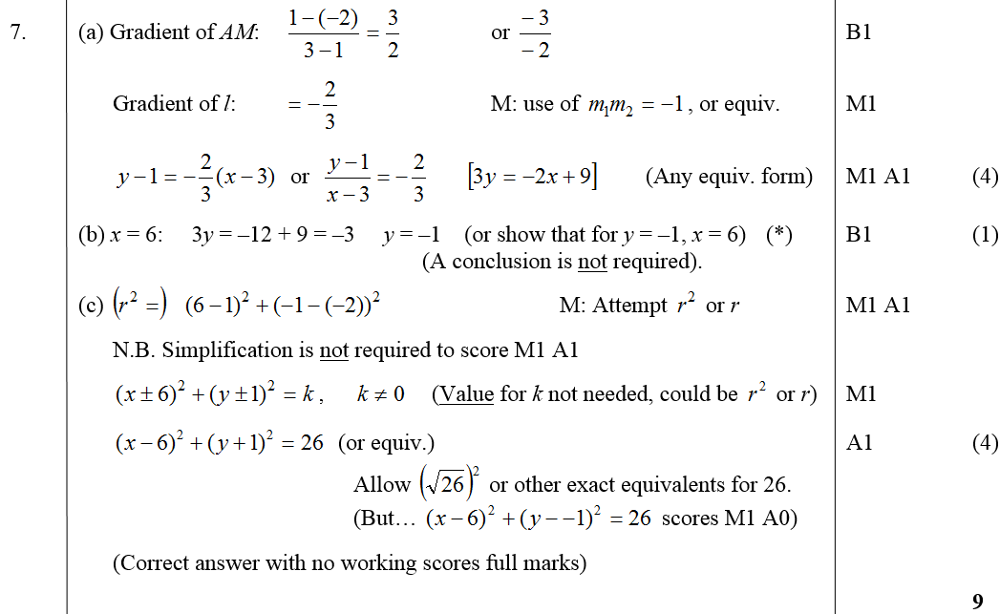 7. (a) Gradient of AM: \frac{1-(-2)}{3-1} = \frac{3}{2} or \frac{-3}{-2} B1
Gradient of l: = -\frac{2}{3} M: use of m_1m_2 = -1, or equiv. M1
y-1 = -\frac{2}{3}(x-3) or \frac{y-1}{x-3} = -\frac{2}{3} [3y = -2x+9] (Any equiv. form) M1 A1 (4)
(b) x = 6: 3y = -12 + 9 = -3 y = -1 (or show that for y = -1, x = 6) (*) B1 (1)
(A conclusion is not required).
(c) (r^2 =) (6-1)^2 + (-1-(-2))^2 M: Attempt r^2 or r M1 A1
N.B. Simplification is not required to score M1 A1
(x±6)^2 + (y±1)^2 = k, k ≠ 0 (Value for k not needed, could be r^2 or r) M1
(x-6)^2 + (y+1)^2 = 26 (or equiv.) A1 (4)
Allow (\sqrt{26})^2 or other exact equivalents for 26.
(But... (x-6)^2 + (y--1)^2 = 26 scores M1 A0)
(Correct answer with no working scores full marks)
9